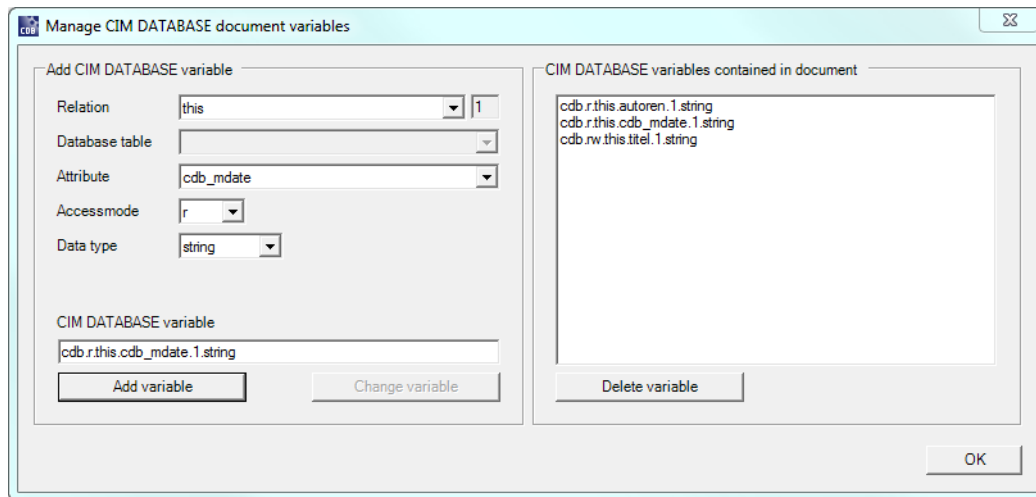 CDB Manage CIM DATABASE document variables
Add CIM DATABASE variable
Relation this 1
Database table
Attribute cdb_mdate
Accessmode r
Data type string
CIM DATABASE variable
cdb.r.this.cdb_mdate.1.string
Add variable Change variable
CIM DATABASE variables contained in document
cdb.r.this.autoren.1.string
cdb.r.this.cdb_mdate.1.string
cdb.rw.this.titel.1.string
Delete variable
OK